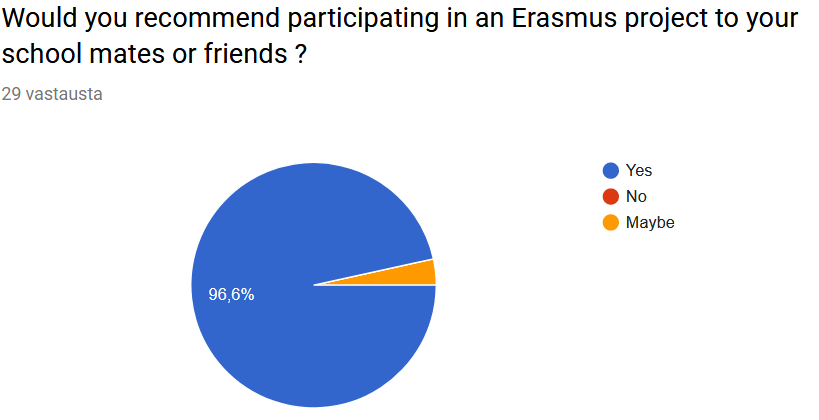 Would you recommend participating in an Erasmus project to your
school mates or friends ?
29 vastausta
Yes
No
Maybe
96,6%